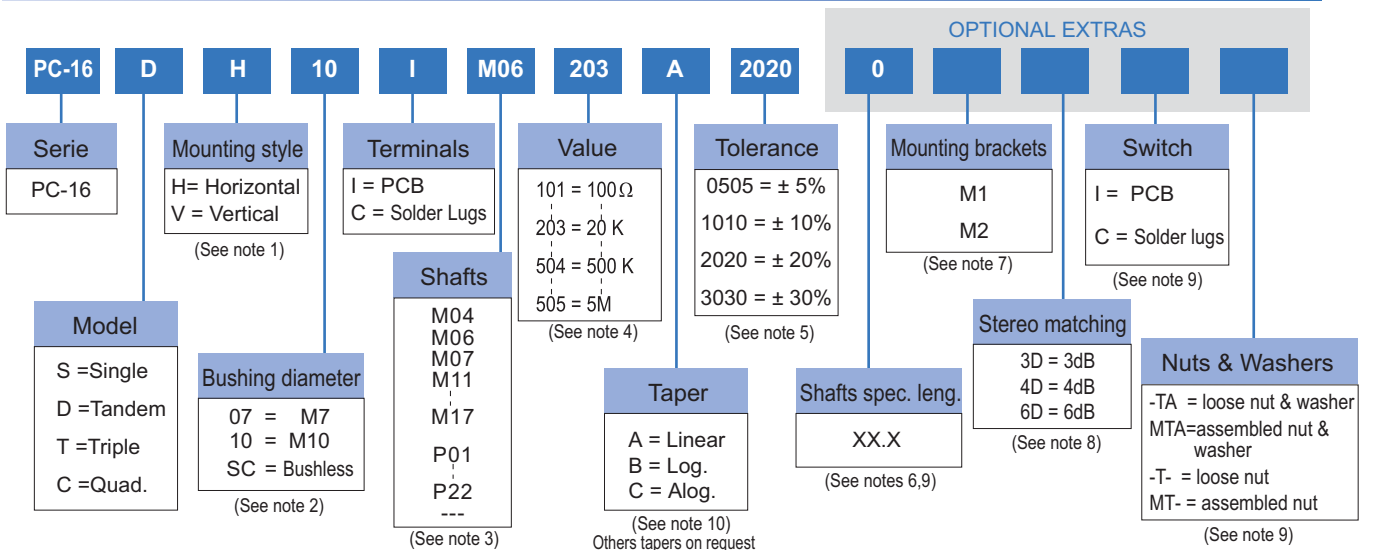 OPTIONAL EXTRAS
PC-16 D H 10 I M06 203 A 2020 0
Serie
PC-16
Mounting style
H= Horizontal
V = Vertical
(See note 1)
Terminals
I = PCB
C = Solder Lugs
Value
101 = 100Ω
203 = 20 K
504 = 500 K
505 = 5M
(See note 4)
Tolerance
0505 = ± 5%
1010 = ± 10%
2020 = ± 20%
3030 = ± 30%
(See note 5)
Mounting brackets
M1
M2
(See note 7)
Switch
I = PCB
C = Solder lugs
(See note 9)
Model
S =Single
D =Tandem
T =Triple
C =Quad.
Bushing diameter
07 = M7
10 = M10
SC = Bushless
(See note 2)
Shafts
M04
M06
M07
M11
M17
P01
P22
---
(See note 3)
Taper
A = Linear
B = Log.
C = Alog.
(See note 10)
Others tapers on request
Shafts spec. leng.
XX.X
(See notes 6,9)
Stereo matching
3D = 3dB
4D = 4dB
6D = 6dB
(See note 8)
Nuts & Washers
-TA = loose nut & washer
MTA=assembled nut &
washer
-T- = loose nut
MT- = assembled nut
(See note 9)